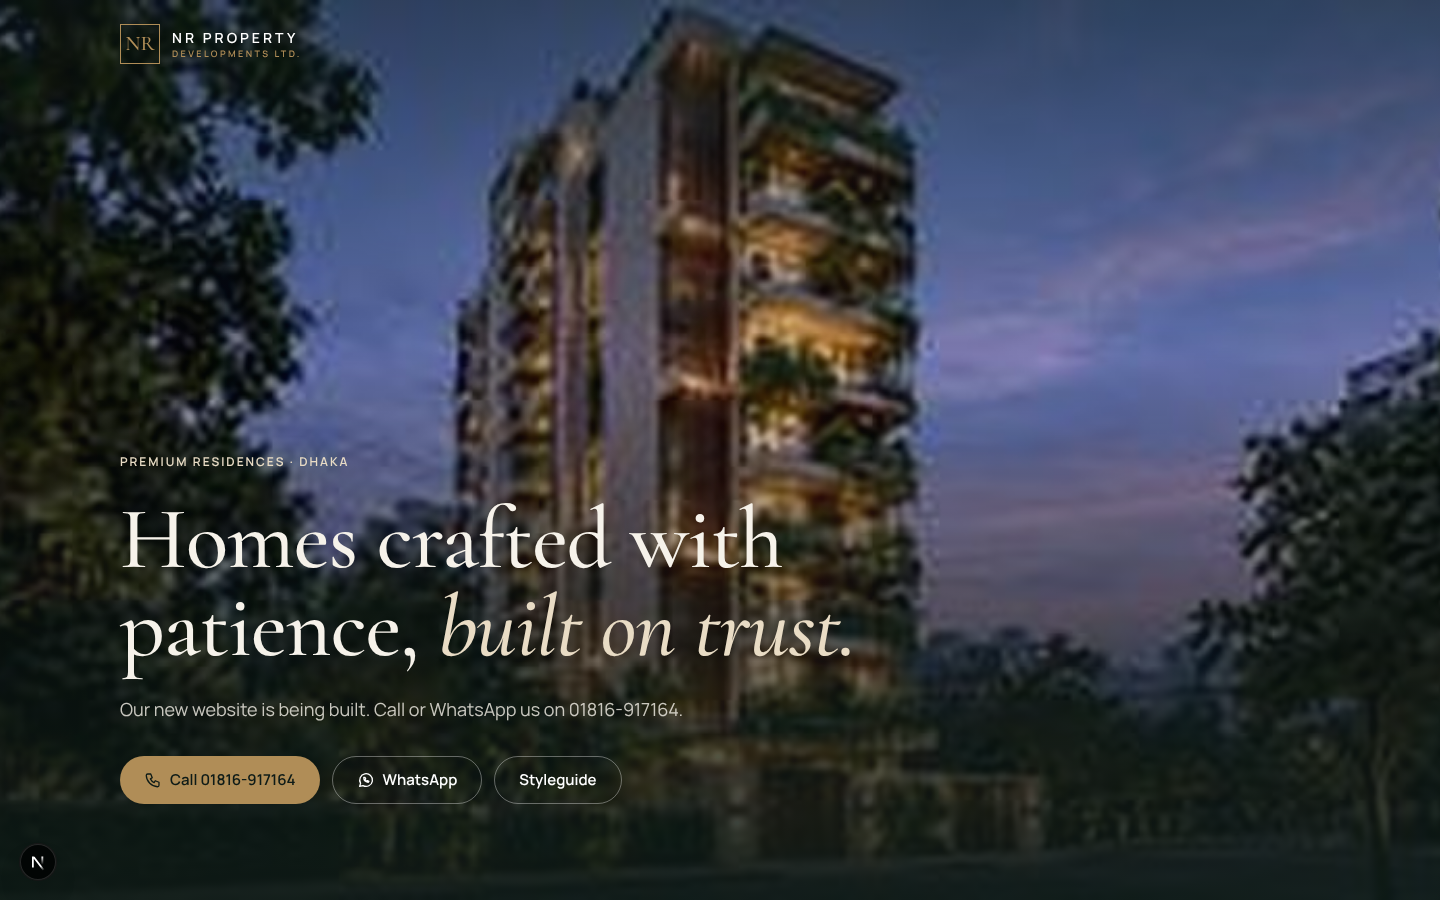 NR
NR PROPERTY
DEVELOPMENTS LTD.
PREMIUM RESIDENCES · DHAKA
Homes crafted with
patience, built on trust.
Our new website is being built. Call or WhatsApp us on 01816-917164.
Call 01816-917164
WhatsApp
Styleguide
N